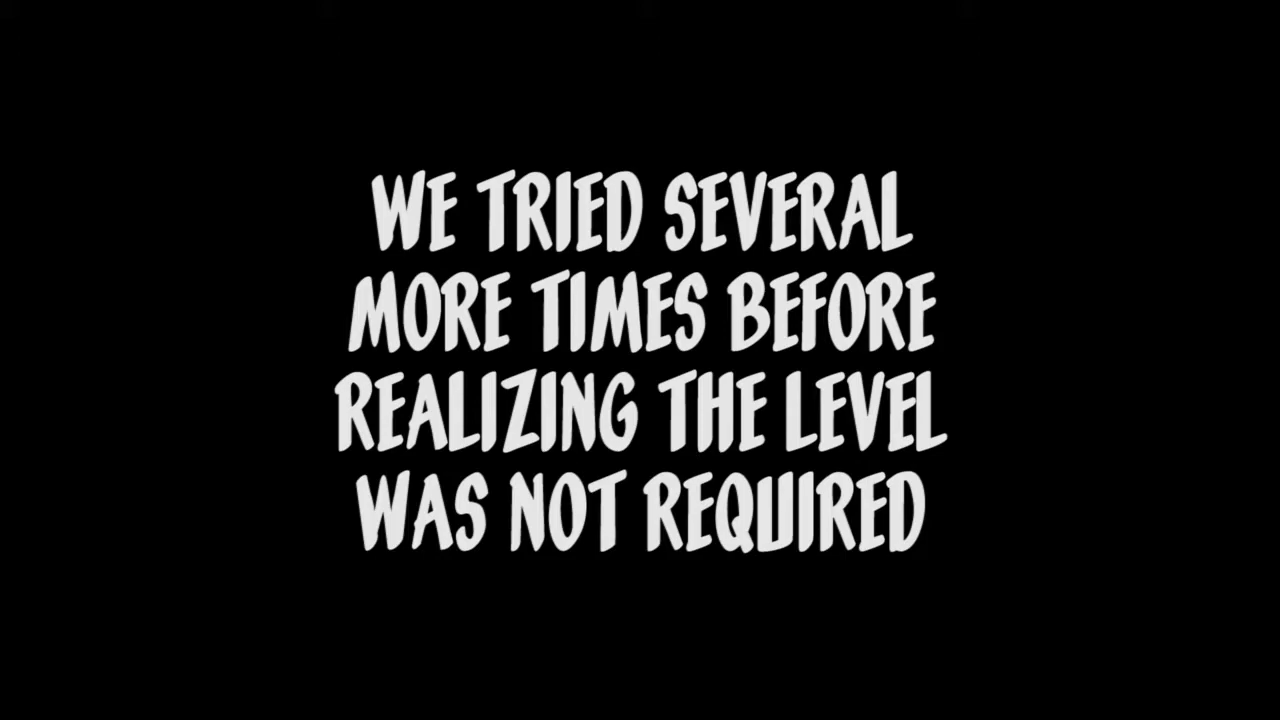 WE TRIED SEVERAL
MORE TIMES BEFORE
REALIZING THE LEVEL
WAS NOT REQUIRED